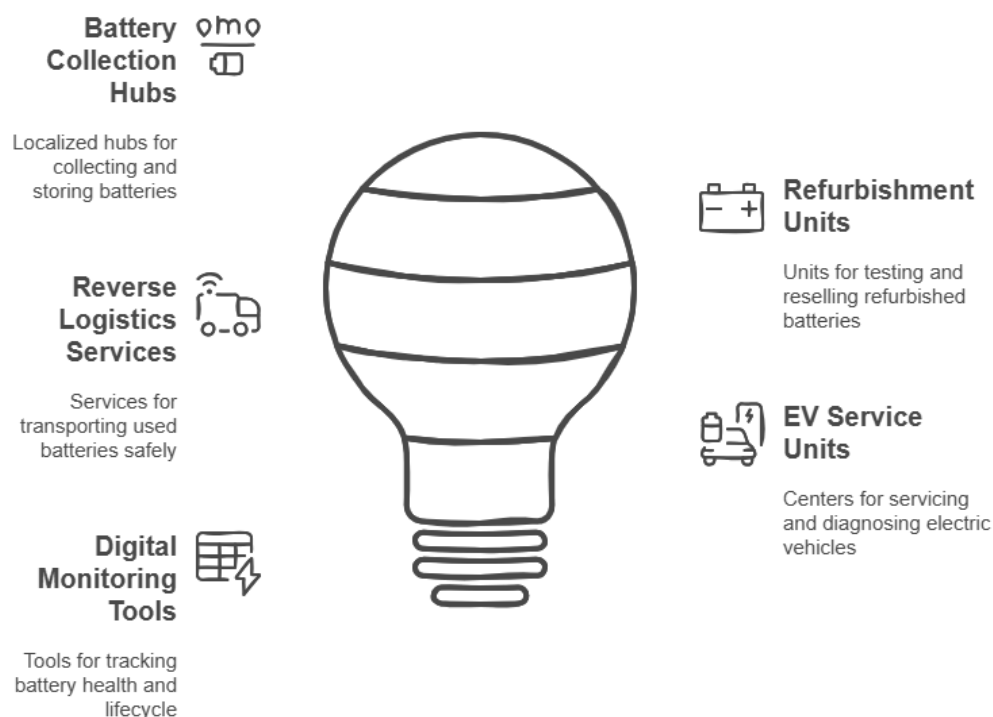 Battery
Collection
Hubs
Localized hubs for
collecting and
storing batteries
Reverse
Logistics
Services
Services for
transporting used
batteries safely
Digital
Monitoring
Tools
Tools for tracking
battery health and
lifecycle
Refurbishment
Units
Units for testing and
reselling refurbished
batteries
EV Service
Units
Centers for servicing
and diagnosing electric
vehicles